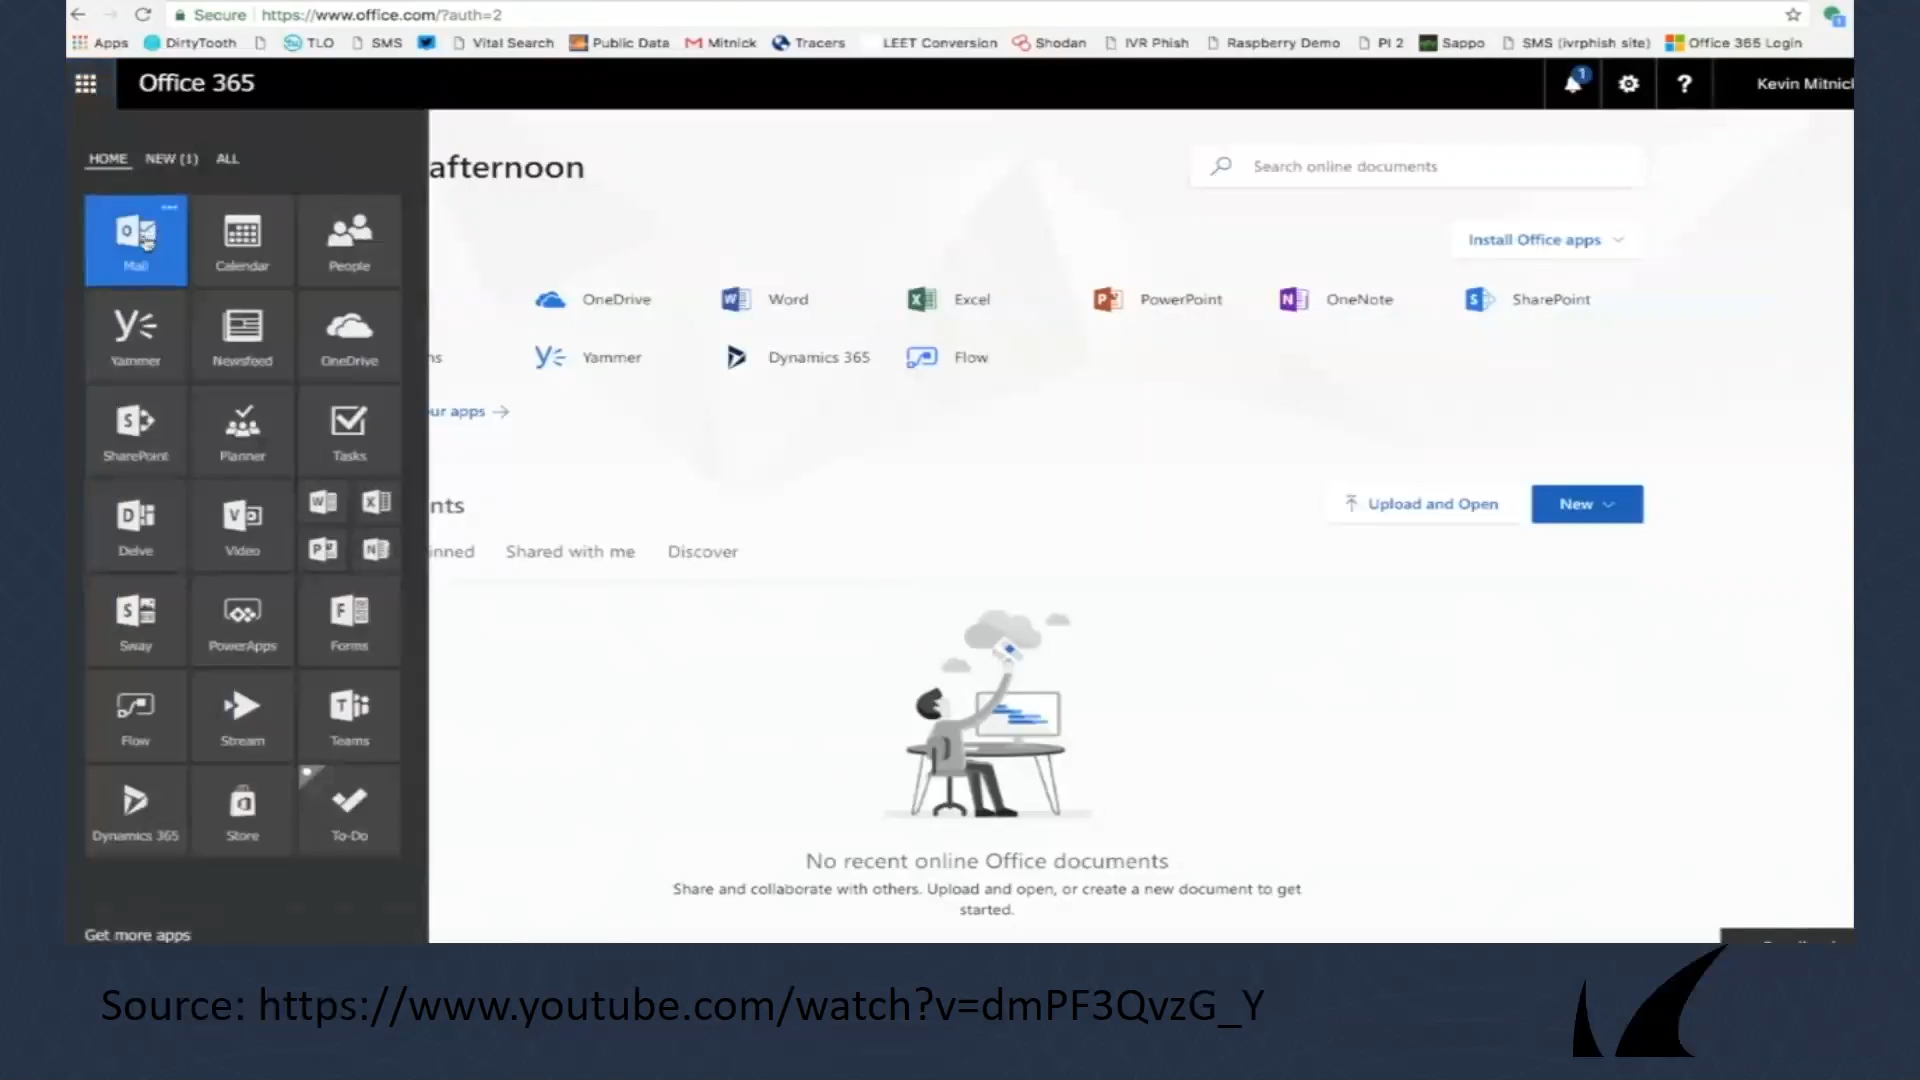 Secure https://www.office.com/?auth=2
Apps DirtyTooth TLO SMS Vital Search Public Data Mitnick Tracers LEET Conversion Shodan IVR Phish Raspberry Demo PI 2 Sappo SMS (ivrphish site) Office 365 Login
Office 365
1
?
Kevin Mitnick
HOME NEW (1) ALL
afternoon
Search online documents
Mail Calendar People
Install Office apps
OneDrive Word Excel PowerPoint OneNote SharePoint
Yammer Newsfeed OneDrive
ns Yammer Dynamics 365 Flow
our apps
SharePoint Planner Tasks
nts
Upload and Open New
Delve Video
inned Shared with me Discover
Sway PowerApps Forms
Flow Stream Teams
Dynamics 365 Store To-Do
No recent online Office documents
Share and collaborate with others. Upload and open, or create a new document to get
started.
Get more apps
Source: https://www.youtube.com/watch?v=dmPF3QvzG_Y